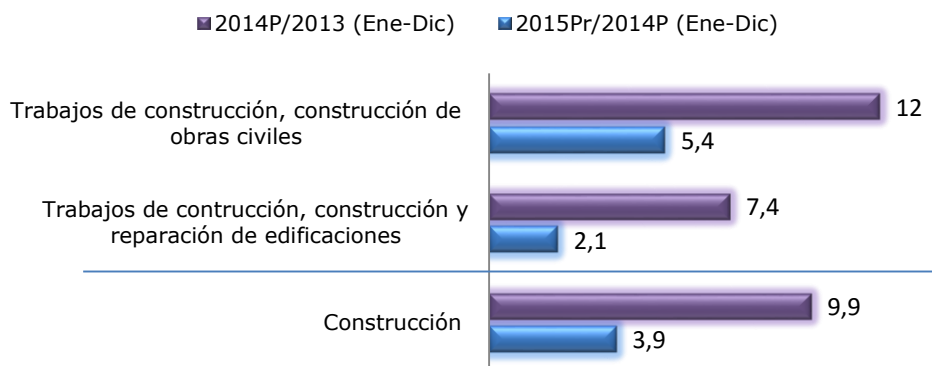 2014P/2013 (Ene-Dic) 2015Pr/2014P (Ene-Dic)
Trabajos de construcción, construcción de
obras civiles
12
5,4
Trabajos de contrucción, construcción y
reparación de edificaciones
7,4
2,1
Construcción
9,9
3,9